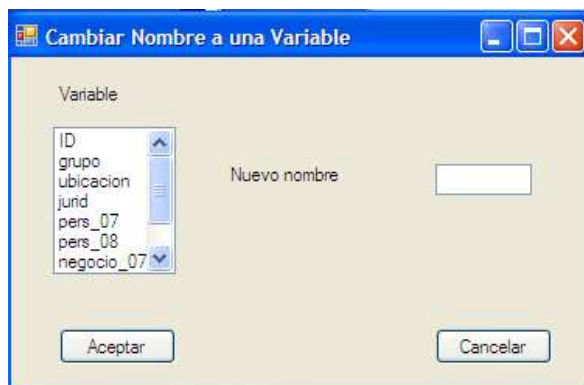 Cambiar Nombre a una Variable
Variable
ID
grupo
ubicacion
jurid
pers_07
pers_08
negocio_07
Nuevo nombre
Aceptar
Cancelar